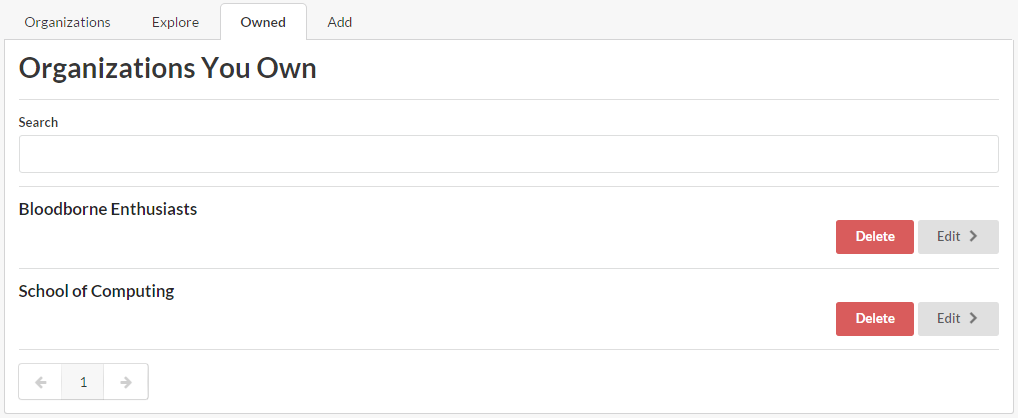 Organizations Explore Owned Add
Organizations You Own
Search
Bloodborne Enthusiasts
Delete Edit
School of Computing
Delete Edit
1